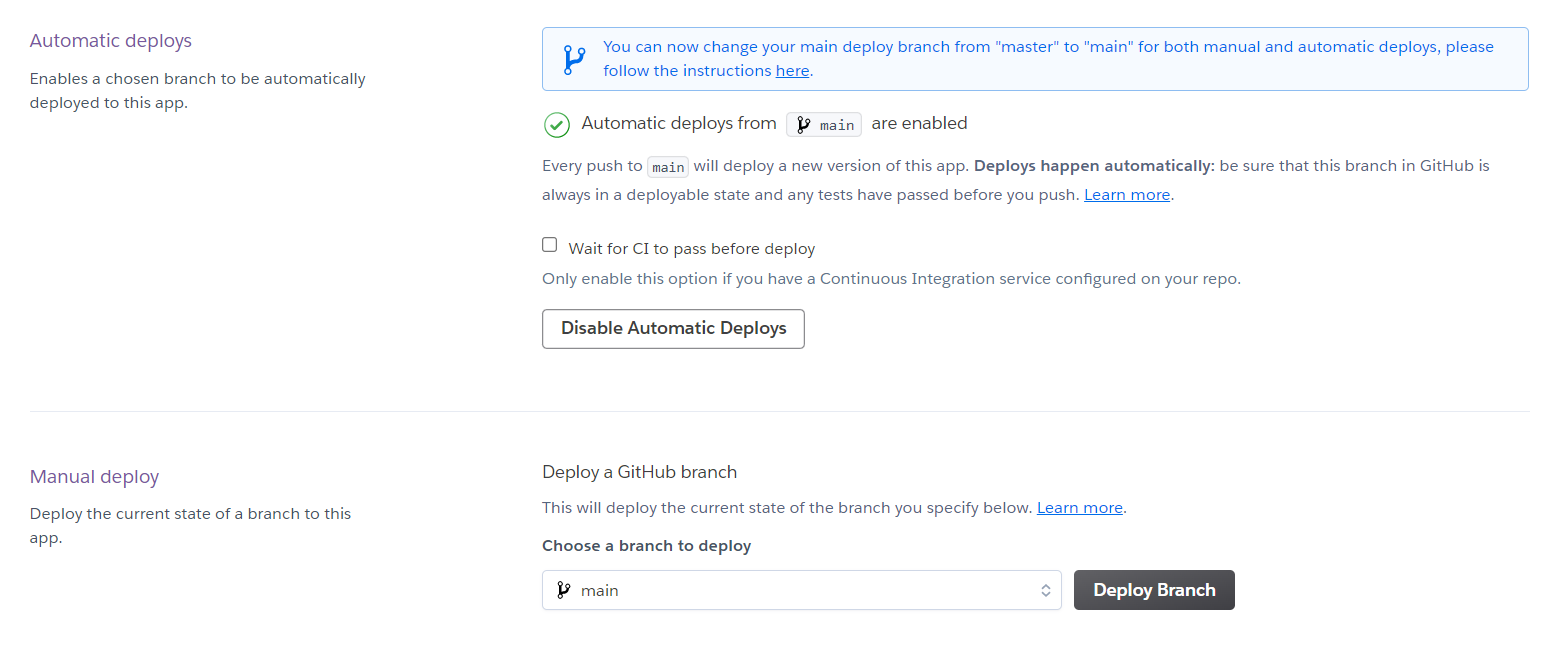 Automatic deploys
Enables a chosen branch to be automatically
deployed to this app.
You can now change your main deploy branch from "master" to "main" for both manual and automatic deploys, please
follow the instructions here.
Automatic deploys from main are enabled
Every push to main will deploy a new version of this app. Deploys happen automatically: be sure that this branch in GitHub is
always in a deployable state and any tests have passed before you push. Learn more.
Wait for CI to pass before deploy
Only enable this option if you have a Continuous Integration service configured on your repo.
Disable Automatic Deploys
Manual deploy
Deploy the current state of a branch to this
app.
Deploy a GitHub branch
This will deploy the current state of the branch you specify below. Learn more.
Choose a branch to deploy
main
Deploy Branch